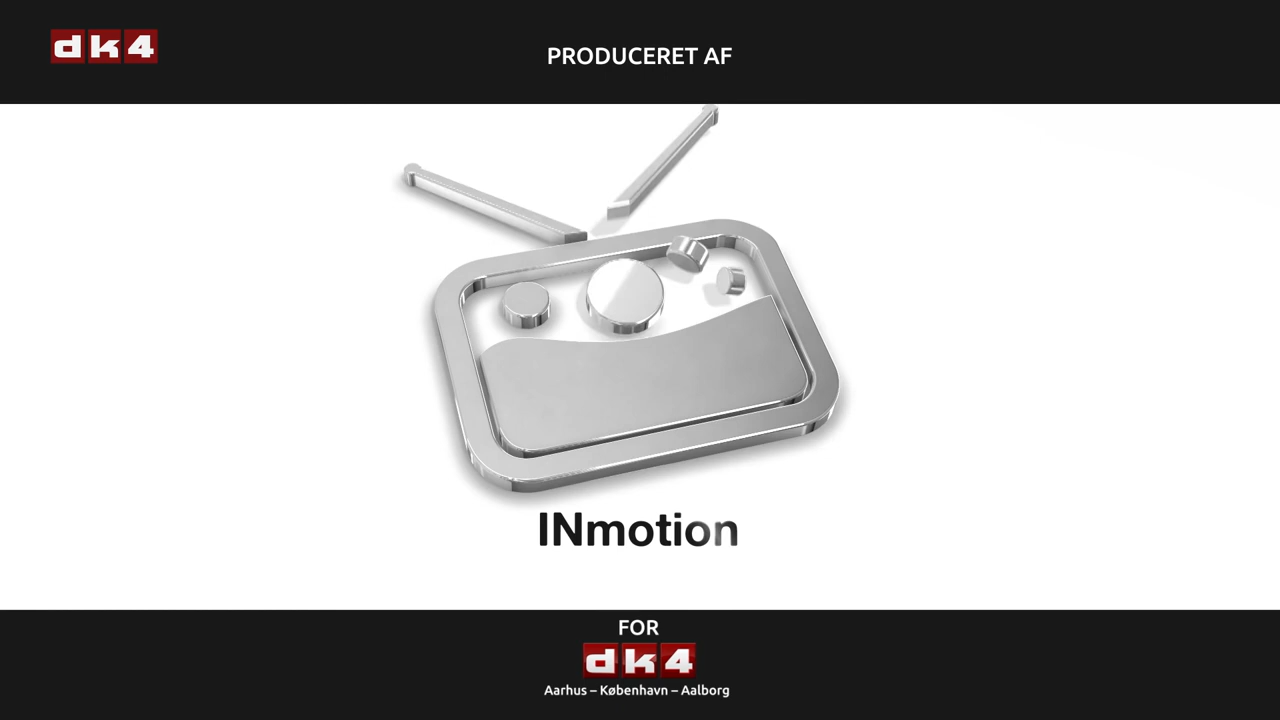 dk4
PRODUCERET AF
INmotion
FOR
dk4
Aarhus – København – Aalborg